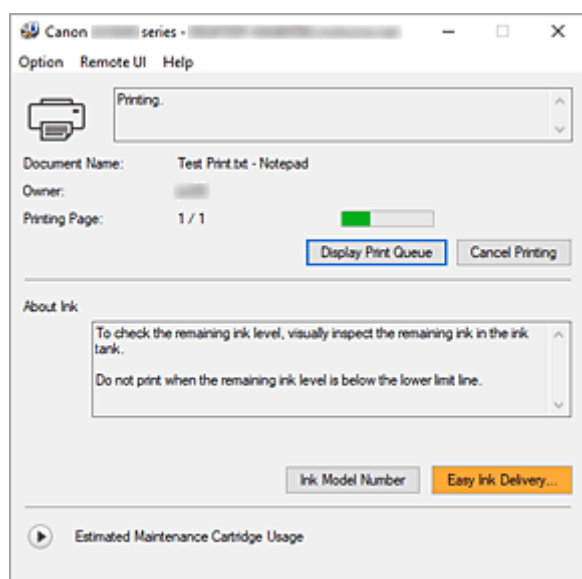 Canon series -
Option Remote UI Help
Printing.
Document Name: Test Print.txt - Notepad
Owner:
Printing Page: 1 / 1
Display Print Queue Cancel Printing
About Ink
To check the remaining ink level, visually inspect the remaining ink in the ink
tank.
Do not print when the remaining ink level is below the lower limit line.
Ink Model Number Easy Ink Delivery...
Estimated Maintenance Cartridge Usage